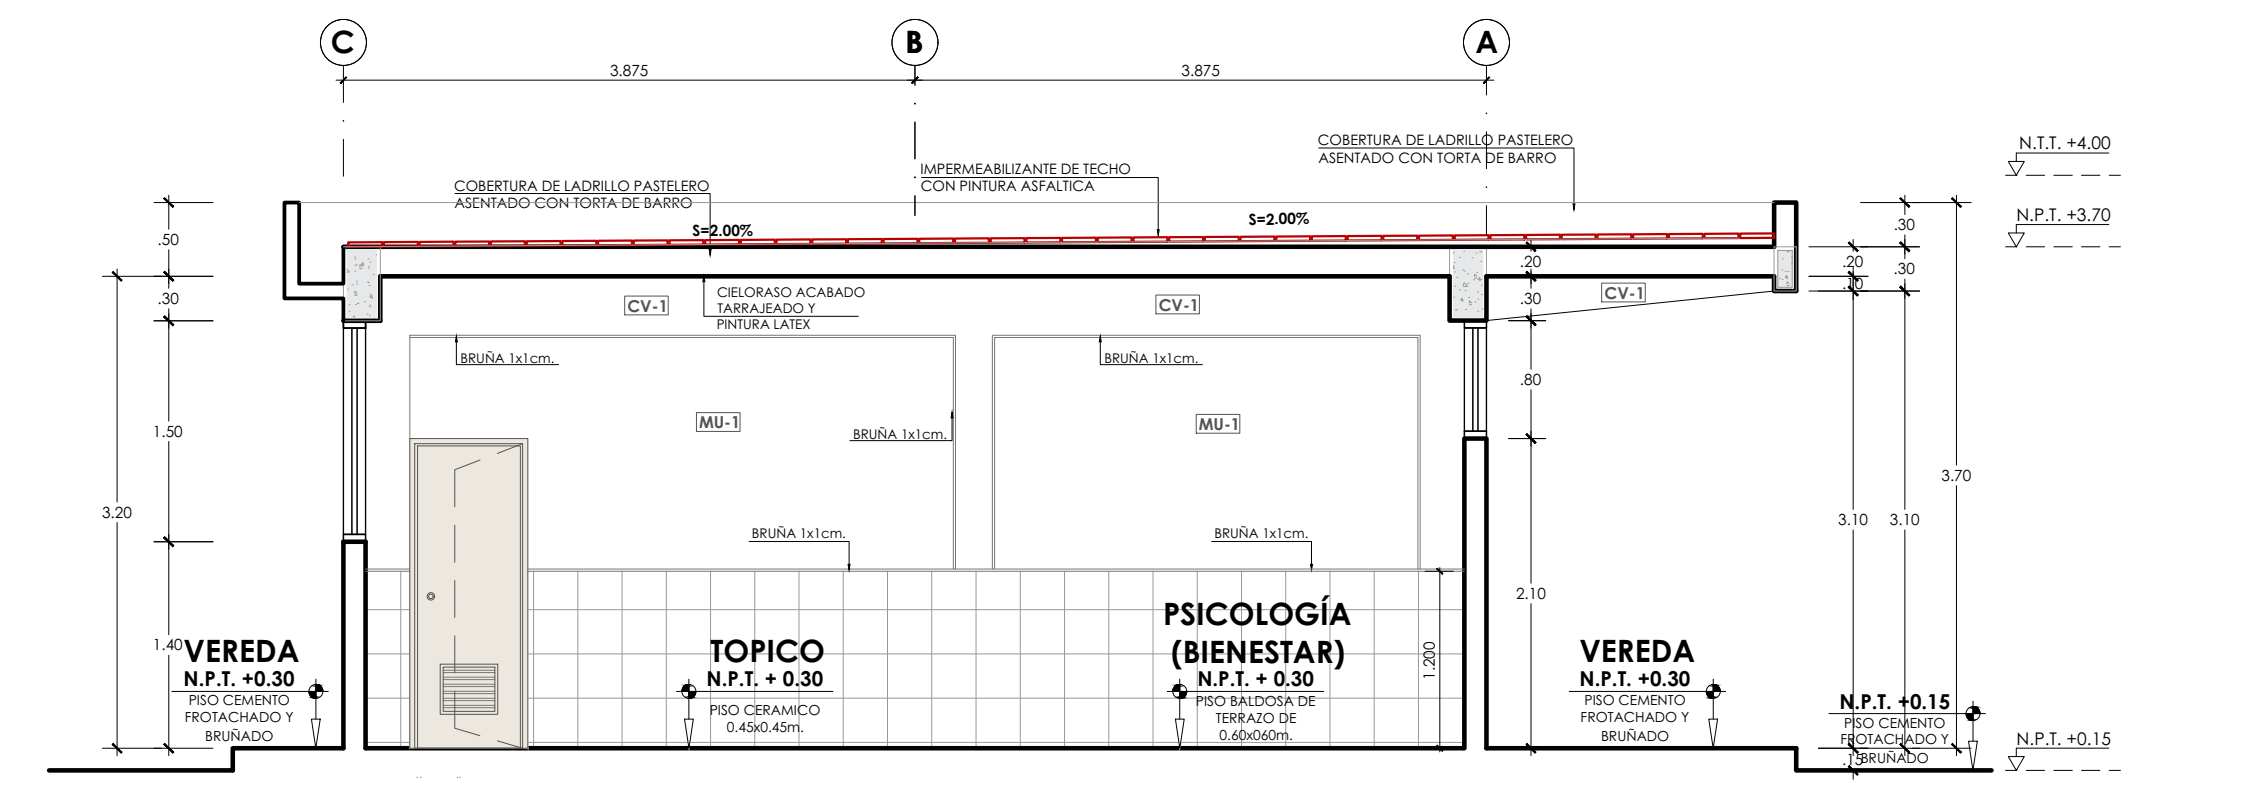 C
B
A
3.875
3.875
COBERTURA DE LADRILLO PASTELERO
ASENTADO CON TORTA DE BARRO
N.T.T. +4.00
IMPERMEABILIZANTE DE TECHO
CON PINTURA ASFALTICA
COBERTURA DE LADRILLO PASTELERO
ASENTADO CON TORTA DE BARRO
N.P.T. +3.70
S=2.00%
S=2.00%
.50
.30
.20
.20
.30
.10
.30
.30
CV-1
CIELORASO ACABADO
TARRAJEADO Y
PINTURA LATEX
CV-1
CV-1
BRUÑA 1x1cm.
BRUÑA 1x1cm.
.80
MU-1
MU-1
BRUÑA 1x1cm.
1.50
3.70
3.20
3.10
3.10
BRUÑA 1x1cm.
BRUÑA 1x1cm.
2.10
1.40
1.200
VEREDA
N.P.T. +0.30
PISO CEMENTO
FROTACHADO Y
BRUÑADO
TOPICO
N.P.T. + 0.30
PISO CERAMICO
0.45x0.45m.
PSICOLOGÍA
(BIENESTAR)
N.P.T. + 0.30
PISO BALDOSA DE
TERRAZO DE
0.60x060m.
VEREDA
N.P.T. +0.30
PISO CEMENTO
FROTACHADO Y
BRUÑADO
N.P.T. +0.15
PISO CEMENTO
FROTACHADO Y
BRUÑADO
.15
N.P.T. +0.15